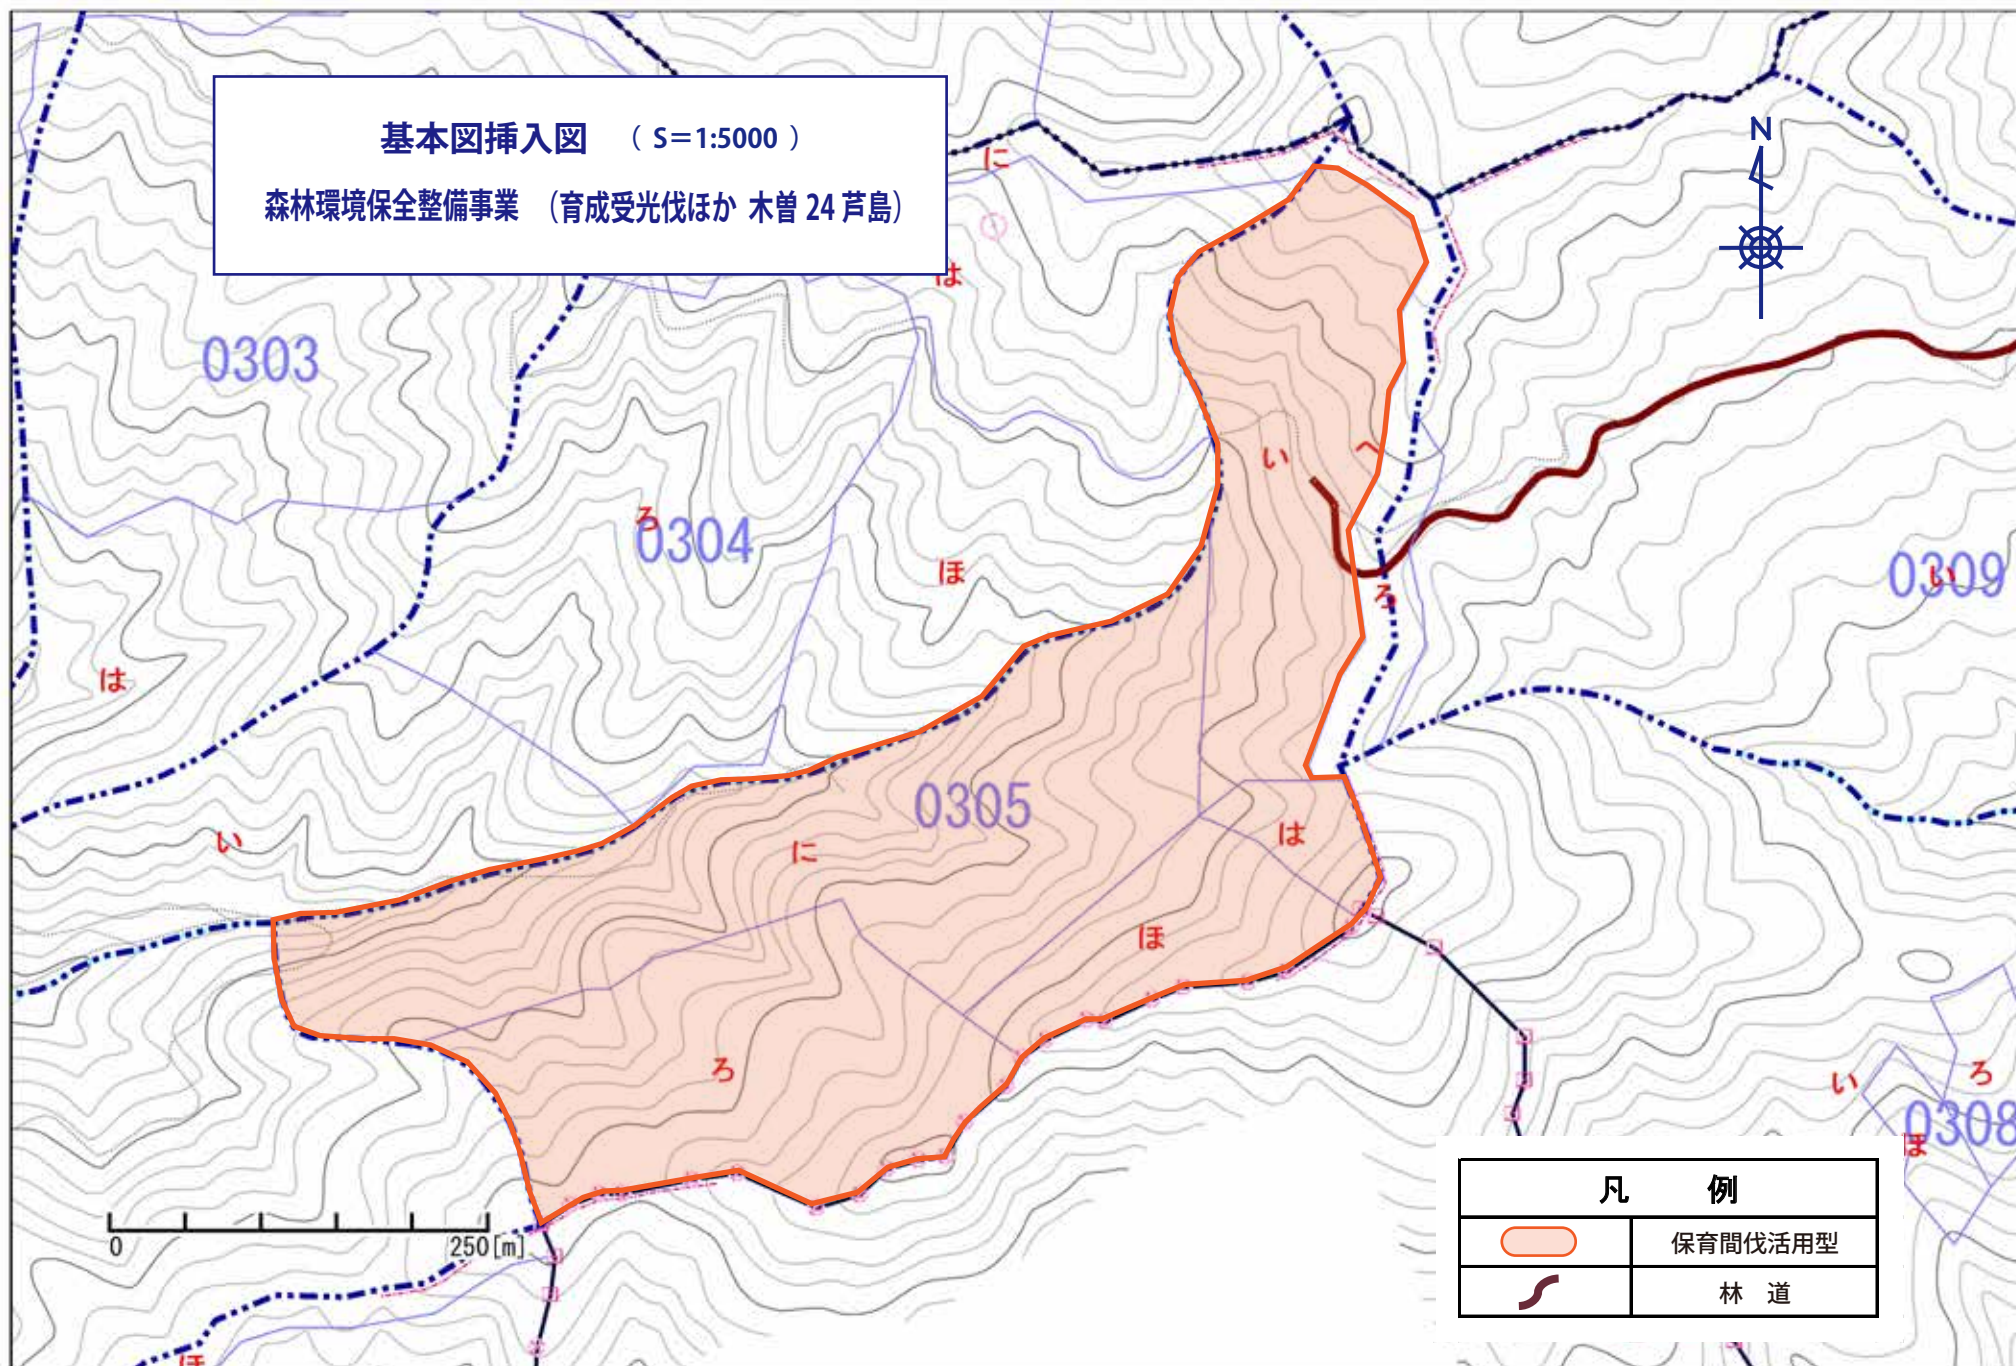 基本図挿入図 （ S＝1:5000 ）
森林環境保全整備事業 （育成受光伐ほか 木曽 24 芦島）
N
に
は
0303
い
へ
ろ
0304
ほ
ろ
0309
い
は
0305
い
に
は
ほ
ろ
い
ろ
0308
ほ
0
250[m]
ほ
凡 例
保育間伐活用型
林 道